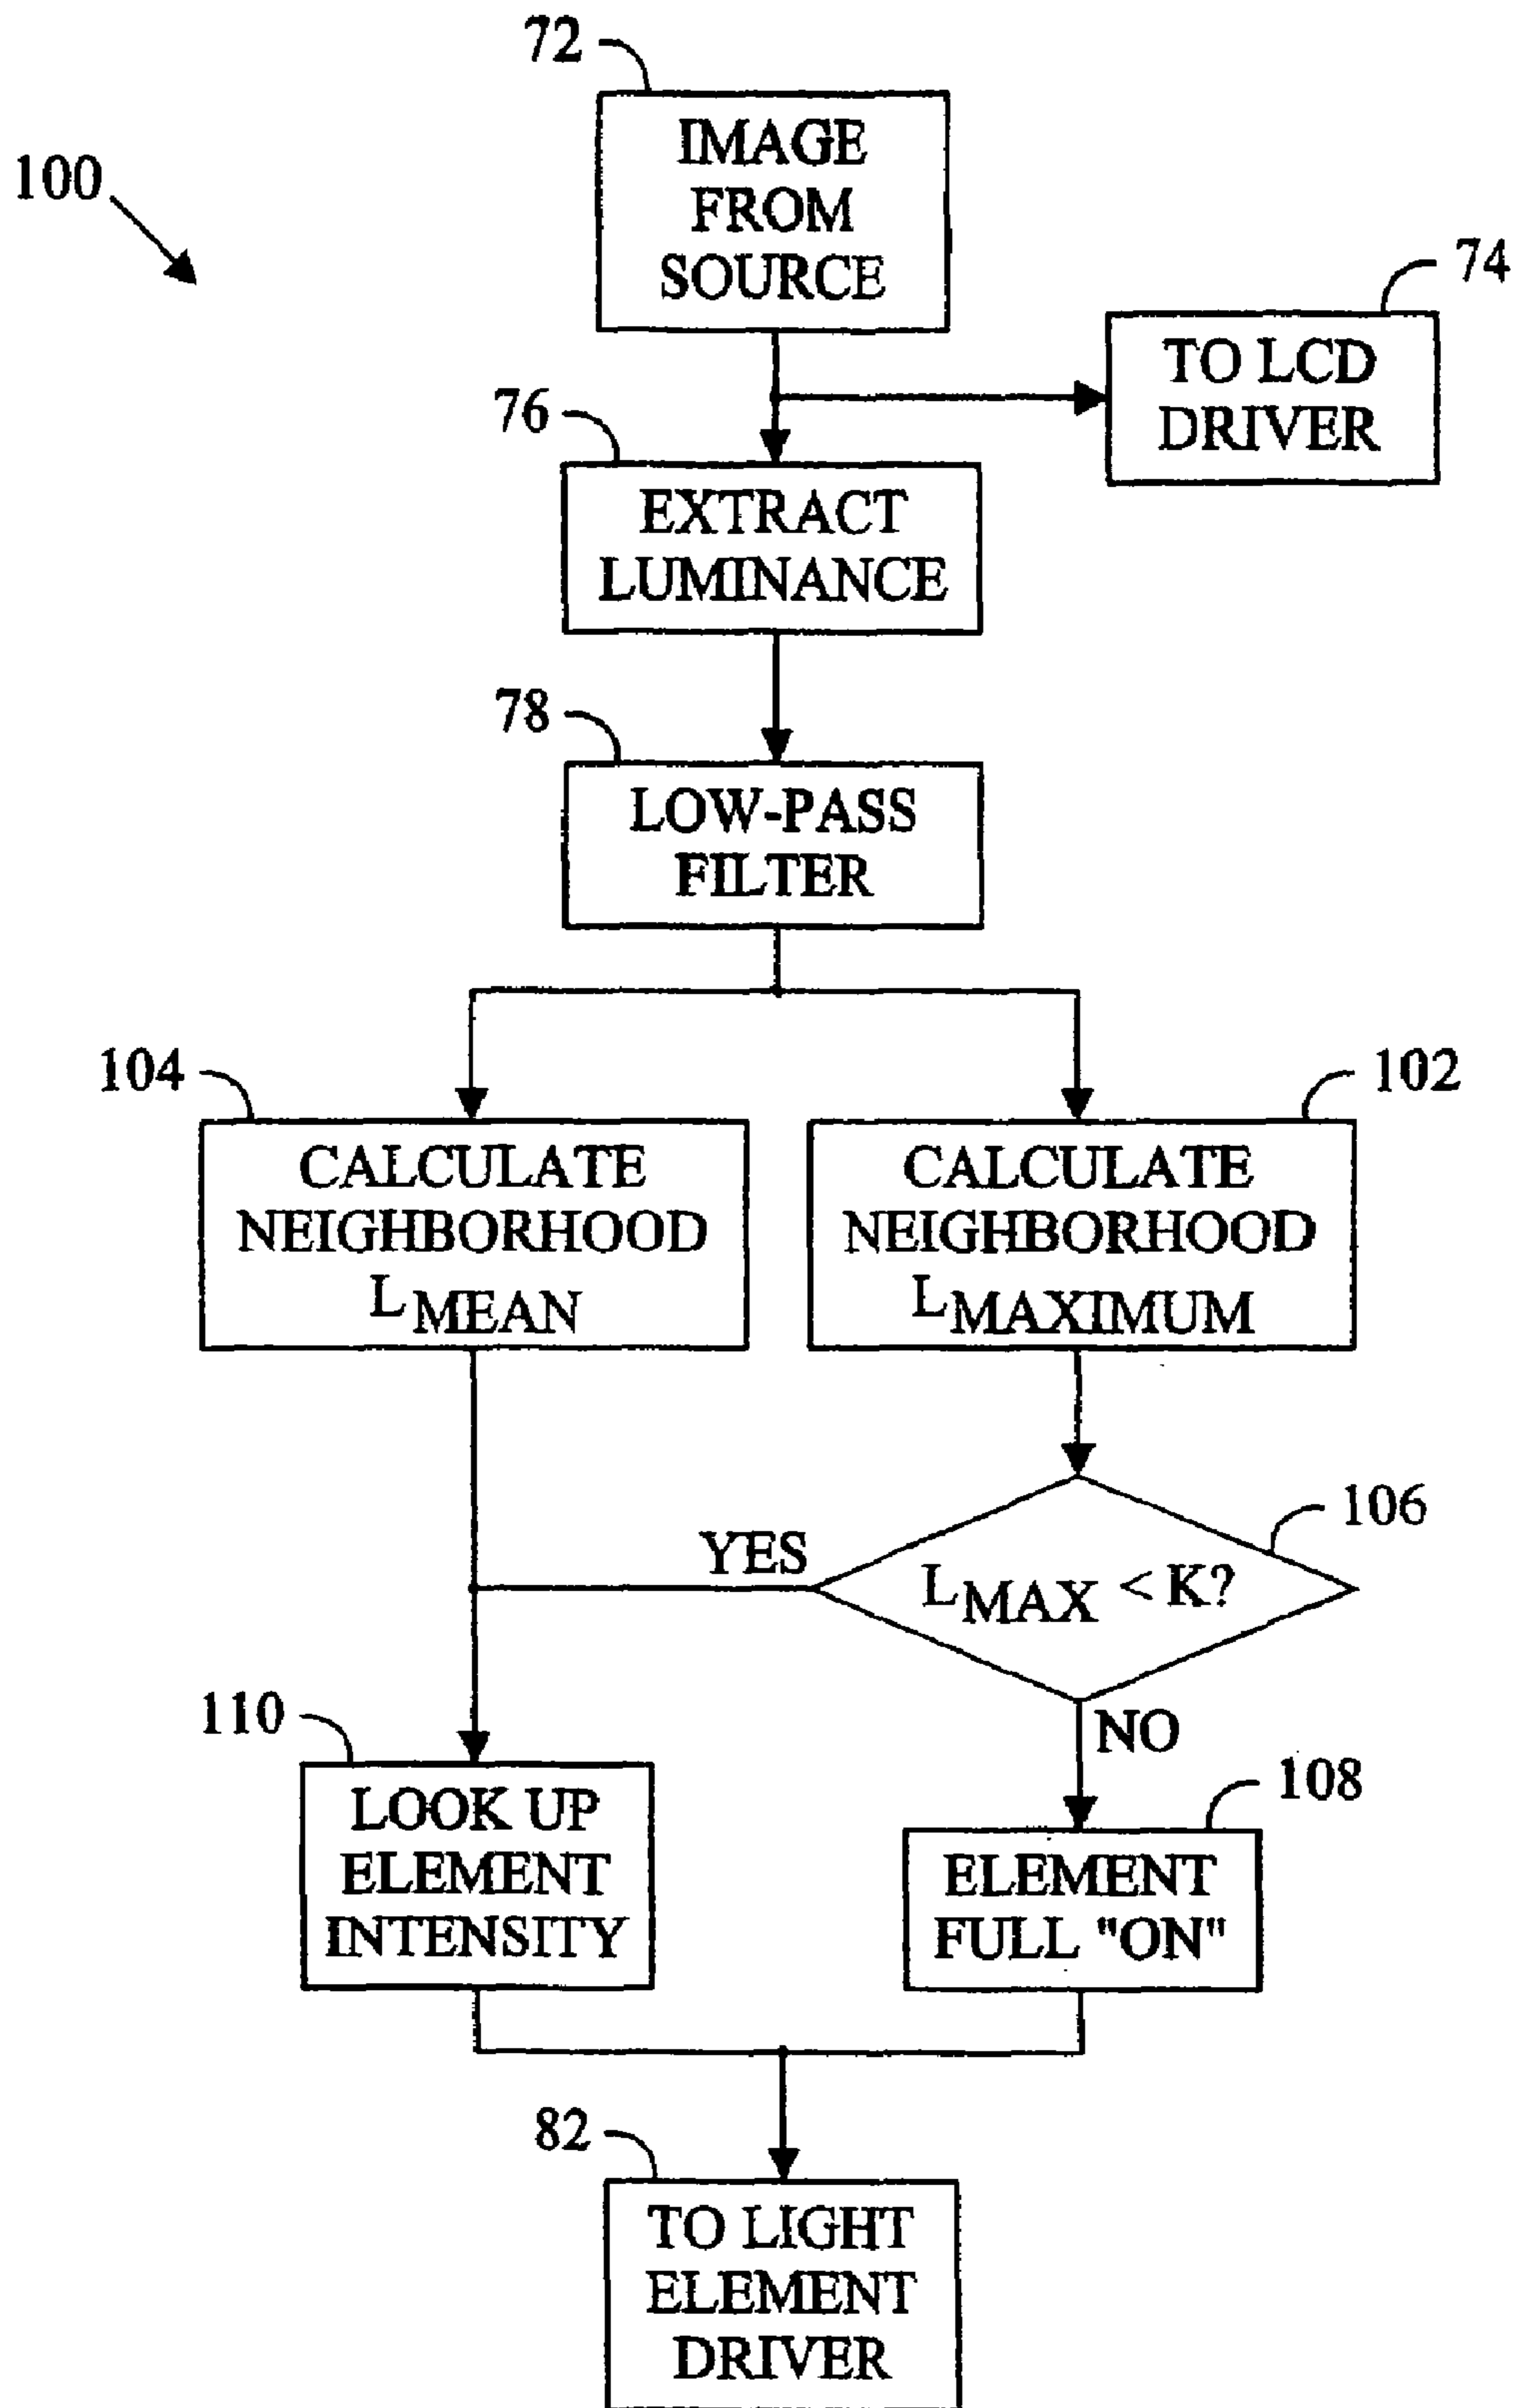 72
IMAGE
FROM
SOURCE
100
74
TO LCD
DRIVER
76
EXTRACT
LUMINANCE
78
LOW-PASS
FILTER
104
CALCULATE
NEIGHBORHOOD
LMEAN
102
CALCULATE
NEIGHBORHOOD
LMAXIMUM
106
YES
LMAX < K?
NO
110
LOOK UP
ELEMENT
INTENSITY
108
ELEMENT
FULL "ON"
82
TO LIGHT
ELEMENT
DRIVER